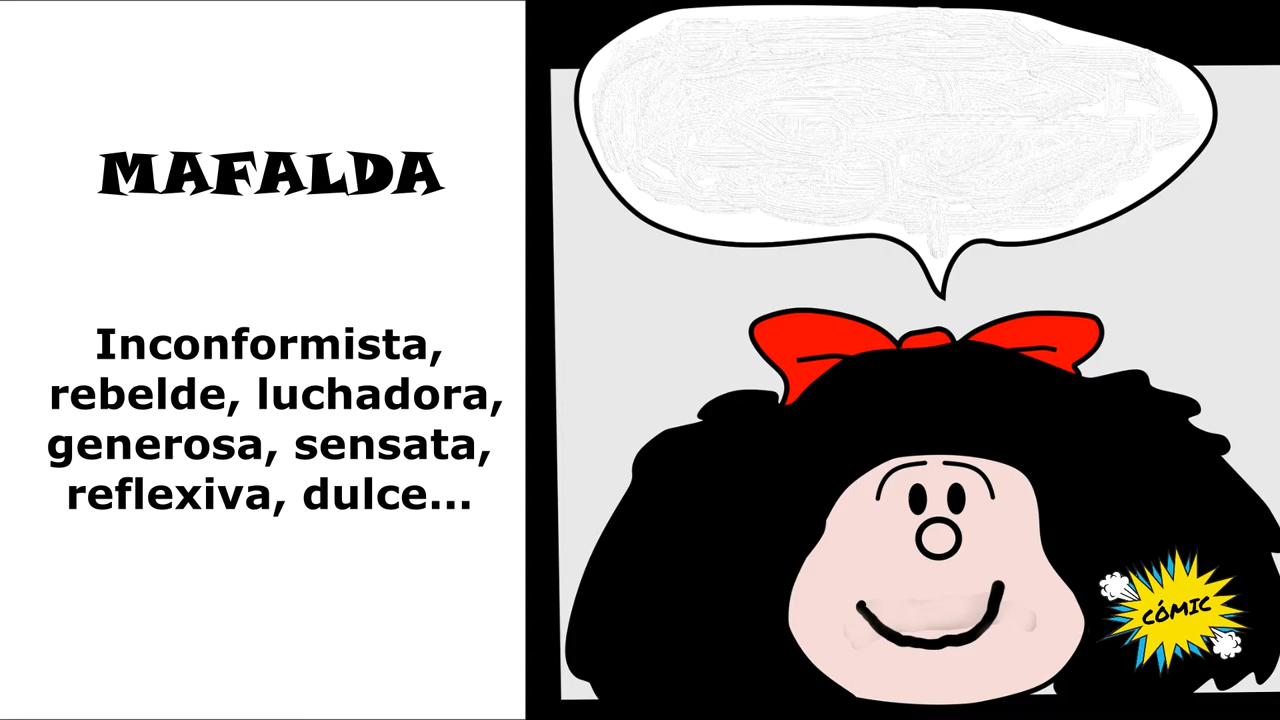 MAFALDA
Inconformista,
rebelde, luchadora,
generosa, sensata,
reflexiva, dulce...
CÓMIC